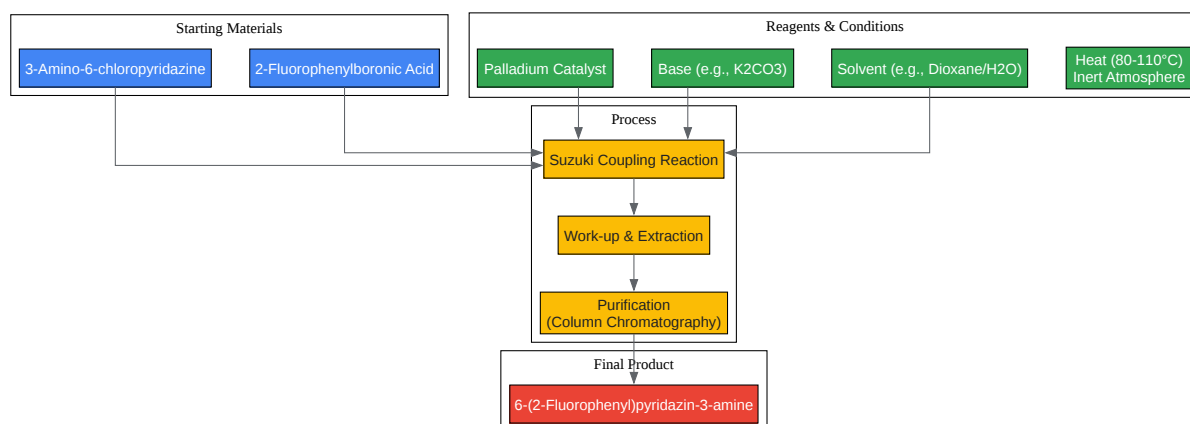 Starting Materials
3-Amino-6-chloropyridazine
2-Fluorophenylboronic Acid
Reagents & Conditions
Palladium Catalyst
Base (e.g., K2CO3)
Solvent (e.g., Dioxane/H2O)
Heat (80-110°C)
Inert Atmosphere
Process
Suzuki Coupling Reaction
Work-up & Extraction
Purification
(Column Chromatography)
Final Product
6-(2-Fluorophenyl)pyridazin-3-amine